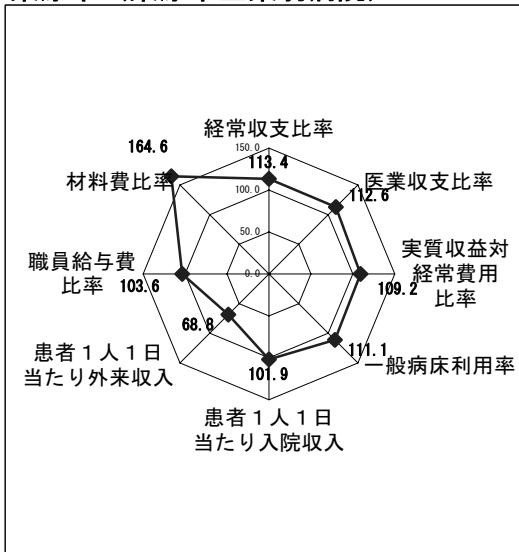 経常収支比率
164.6
150.0
113.4
材料費比率
医業収支比率
100.0
112.6
50.0
職員給与費
比率
103.6
0.0
実質収益対
経常費用
比率
109.2
68.8
患者１人１日
当たり外来収入
101.9
111.1
一般病床利用率
患者１人１日
当たり入院収入